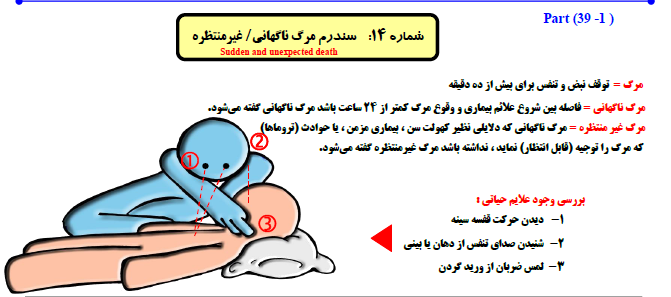 Part (39 -1 )
شماره ۱۴: سندرم مرگ ناگهانی/ غیرمنتظره
Sudden and unexpected death
مرگ = توقف نبض و تنفس برای بیش از ده دقیقه
مرگ ناگهانی = فاصله بین شروع علائم بیماری و وقوع مرگ کمتر از ۲۴ ساعت باشد مرگ ناگهانی گفته می‌شود.
مرگ غیر منتظره = مرگ ناگهانی که دلایلی نظیر کهولت سن ، بیماری مزمن ، یا حوادث (تروماها)
که مرگ را توجیه (قابل انتظار) نماید ، نداشته باشد مرگ غیرمنتظره گفته می‌شود.
②
①
③
بررسی وجود علایم حیاتی :
۱- دیدن حرکت قفسه سینه
۲- شنیدن صدای تنفس از دهان یا بینی
۳- لمس ضربان از ورید گردن